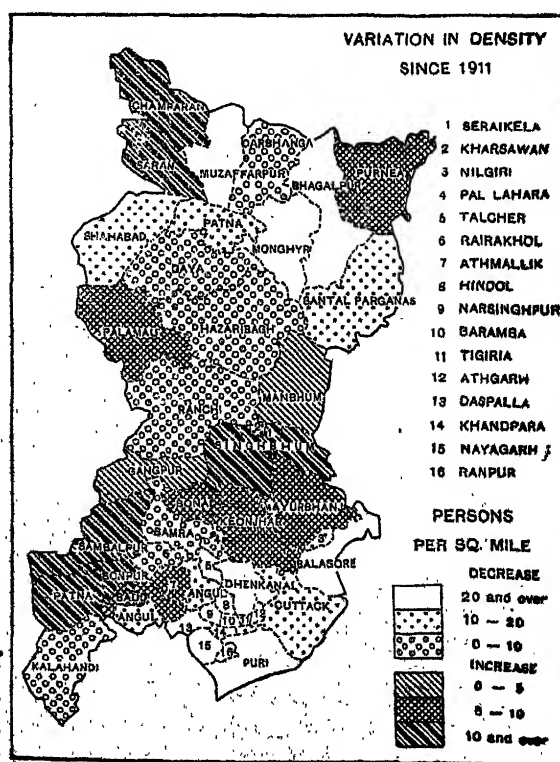 VARIATION IN DENSITY
SINCE 1911
CHAMPARAN
SARAN
MUZAFFARPUR
DARBHANGA
BHAGALPUR
PURNEA
SHAHABAD
PATNA
MONGHYR
GAYA
SANTAL PARGANAS
PALAMAU
HAZARIBAGH
RANCHI
MANBHUM
SINGHBHUM
GANGPUR
BONAI
KEONJHAR
MAYURBHANJ
BAMRA
SAMBALPUR
BALASORE
SONPUR
PATNA
BAUD
ANGUL
ANGUL
DHENKANAL
CUTTACK
KALAHANDI
PURI
1 SERAIKELA
2 KHARSAWAN
3 NILGIRI
4 PAL LAHARA
5 TALCHER
6 RAIRAKHOL
7 ATHMALLIK
8 HINDOL
9 NARSINGHPUR
10 BARAMBA
11 TIGIRIA
12 ATHGARH
13 DASPALLA
14 KHANDPARA
15 NAYAGARH
16 RANPUR
PERSONS
PER SQ. MILE
DECREASE
20 and over
10 – 20
0 – 10
INCREASE
0 – 5
5 – 10
10 and over